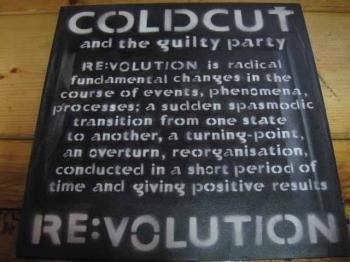 COLDCUT
and the guilty party
RE:VOLUTION is radical
fundamental changes in the
course of events, phenomena,
processes; a sudden spasmodic
transition from one state
to another, a turning-point,
an overturn, reorganisation,
conducted in a short period of
time and giving positive results
RE:VOLUTION